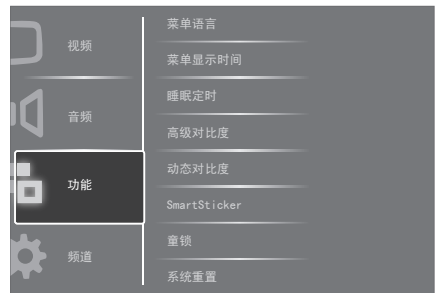 视频
音频
功能
频道
菜单语言
菜单显示时间
睡眠定时
高级对比度
动态对比度
SmartSticker
童锁
系统重置